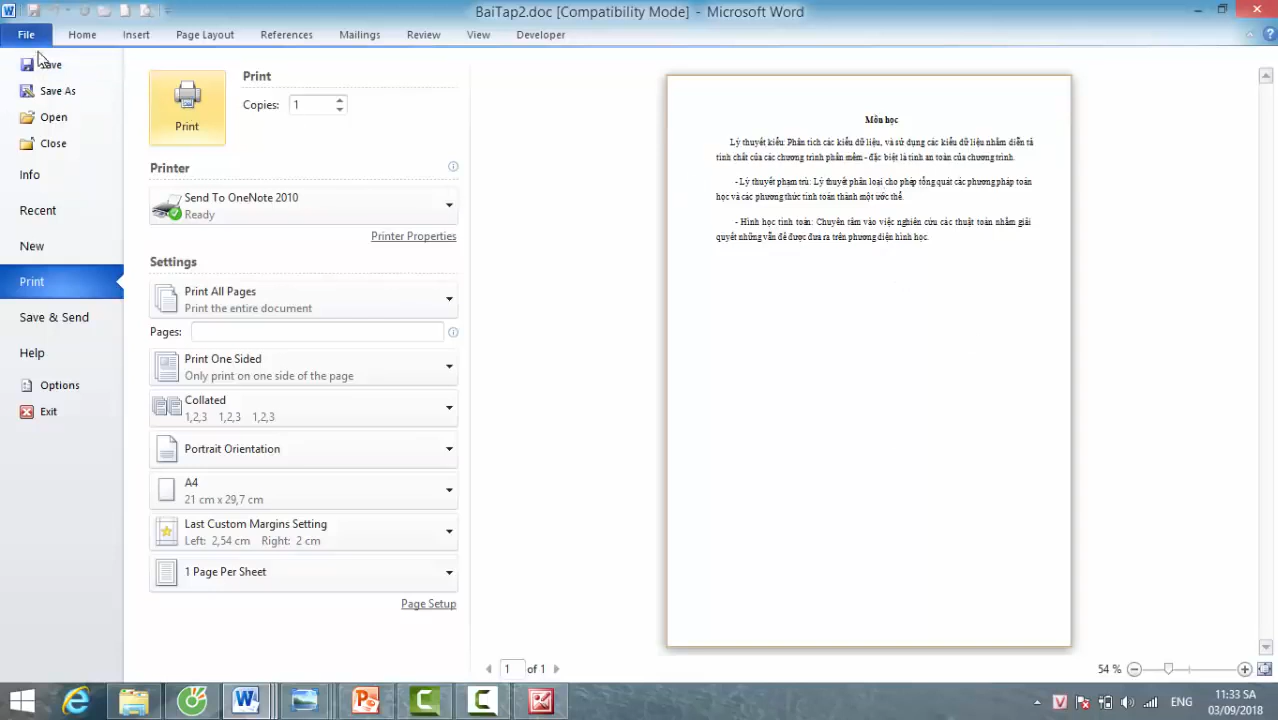 BaiTap2.doc [Compatibility Mode] - Microsoft Word
File Home Insert Page Layout References Mailings Review View Developer
Save
Save As
Open
Close
Info
Recent
New
Print
Save & Send
Help
Options
Exit
Print
Print
Copies: 1
Printer
Send To OneNote 2010
Ready
Printer Properties
Settings
Print All Pages
Print the entire document
Pages:
Print One Sided
Only print on one side of the page
Collated
1,2,3 1,2,3 1,2,3
Portrait Orientation
A4
21 cm x 29,7 cm
Last Custom Margins Setting
Left: 2,54 cm Right: 2 cm
1 Page Per Sheet
Page Setup
Môn học
Lý thuyết kiểu: Phân tích các kiểu dữ liệu, và sử dụng các kiểu dữ liệu nhằm diễn tả
tính chất của các chương trình phần mềm - đặc biệt là tính an toàn của chương trình.
- Lý thuyết phạm trù: Lý thuyết phân loại cho phép tổng quát các phương pháp toán
học và các phương thức tính toán thành một ước thể.
- Hình học tính toán: Chuyên tâm vào việc nghiên cứu các thuật toán nhằm giải
quyết những vấn đề được đưa ra trên phương diện hình học.
1 of 1
54 %
ENG
11:33 SA
03/09/2018